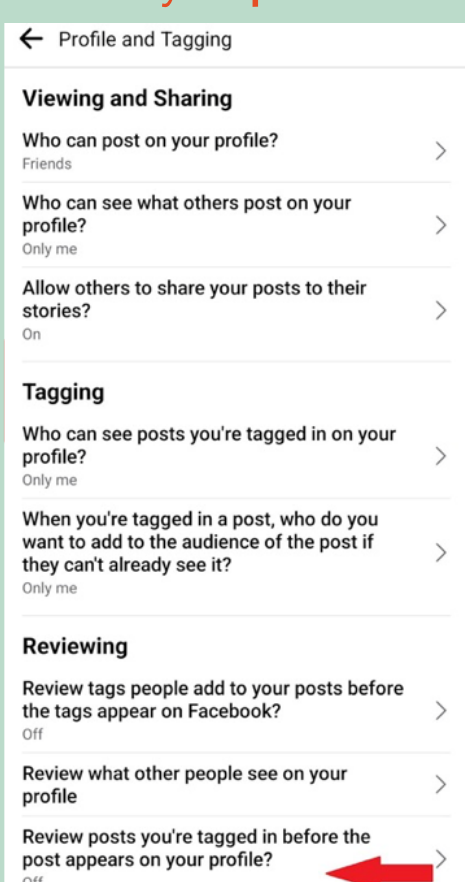 Profile and Tagging
Viewing and Sharing
Who can post on your profile?
Friends
Who can see what others post on your
profile?
Only me
Allow others to share your posts to their
stories?
On
Tagging
Who can see posts you're tagged in on your
profile?
Only me
When you're tagged in a post, who do you
want to add to the audience of the post if
they can't already see it?
Only me
Reviewing
Review tags people add to your posts before
the tags appear on Facebook?
Off
Review what other people see on your
profile
Review posts you're tagged in before the
post appears on your profile?
Off